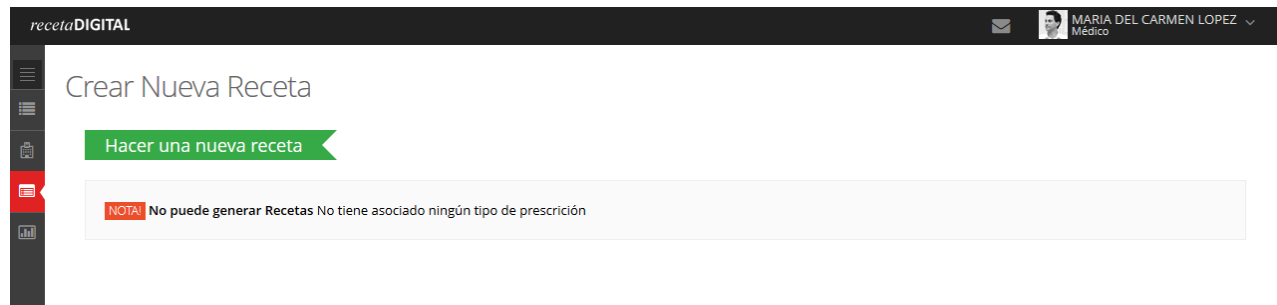 recetaDIGITAL
MARIA DEL CARMEN LOPEZ
Médico
Crear Nueva Receta
Hacer una nueva receta
NOTA! No puede generar Recetas No tiene asociado ningún tipo de prescrición